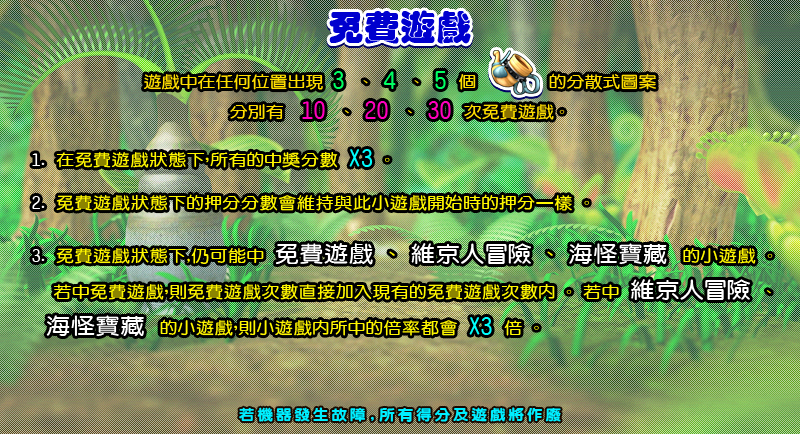 免費遊戲
遊戲中在任何位置出現 3 、 4 、 5 個 的分散式圖案
分別有 10 、 20 、 30 次免費遊戲。
1. 在免費遊戲狀態下,所有的中獎分數 X3 。
2. 免費遊戲狀態下的押分分數會維持與此小遊戲開始時的押分一樣 。
3. 免費遊戲狀態下,仍可能中 免費遊戲 、 維京人冒險 、 海怪寶藏 的小遊戲 。
若中免費遊戲,則免費遊戲次數直接加入現有的免費遊戲次數內 。 若中 維京人冒險 、
海怪寶藏 的小遊戲,則小遊戲內所中的倍率都會 X3 倍 。
若機器發生故障,所有得分及遊戲將作廢